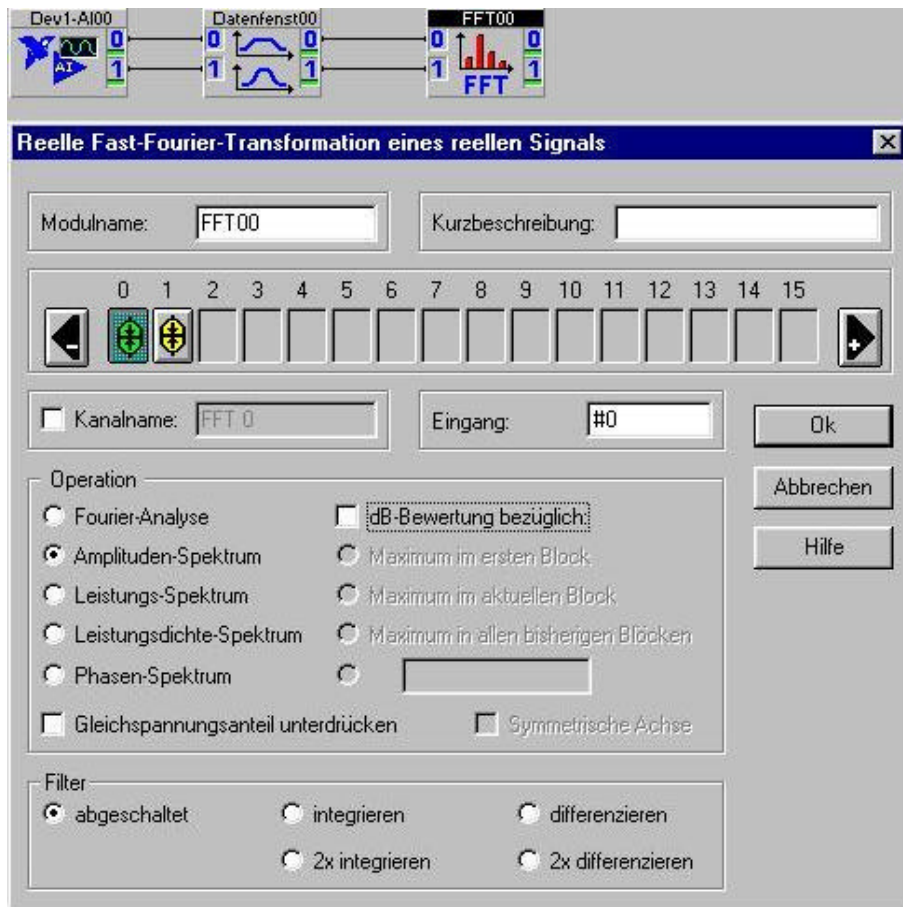 Dev1-AI00 Datenfenst00 FFT00
0 0 0 0 0
AI 1 1 1 1 FFT 1
Reelle Fast-Fourier-Transformation eines reellen Signals
Modulname: FFT00 Kurzbeschreibung:
0 1 2 3 4 5 6 7 8 9 10 11 12 13 14 15
- +
Kanalname: FFT 0 Eingang: #0 Ok
Operation Abbrechen
Fourier-Analyse dB-Bewertung bezüglich:
Amplituden-Spektrum Maximum im ersten Block Hilfe
Leistungs-Spektrum Maximum im aktuellen Block
Leistungsdichte-Spektrum Maximum in allen bisherigen Blöcken
Phasen-Spektrum
Gleichspannungsanteil unterdrücken Symmetrische Achse
Filter
abgeschaltet integrieren differenzieren
2x integrieren 2x differenzieren